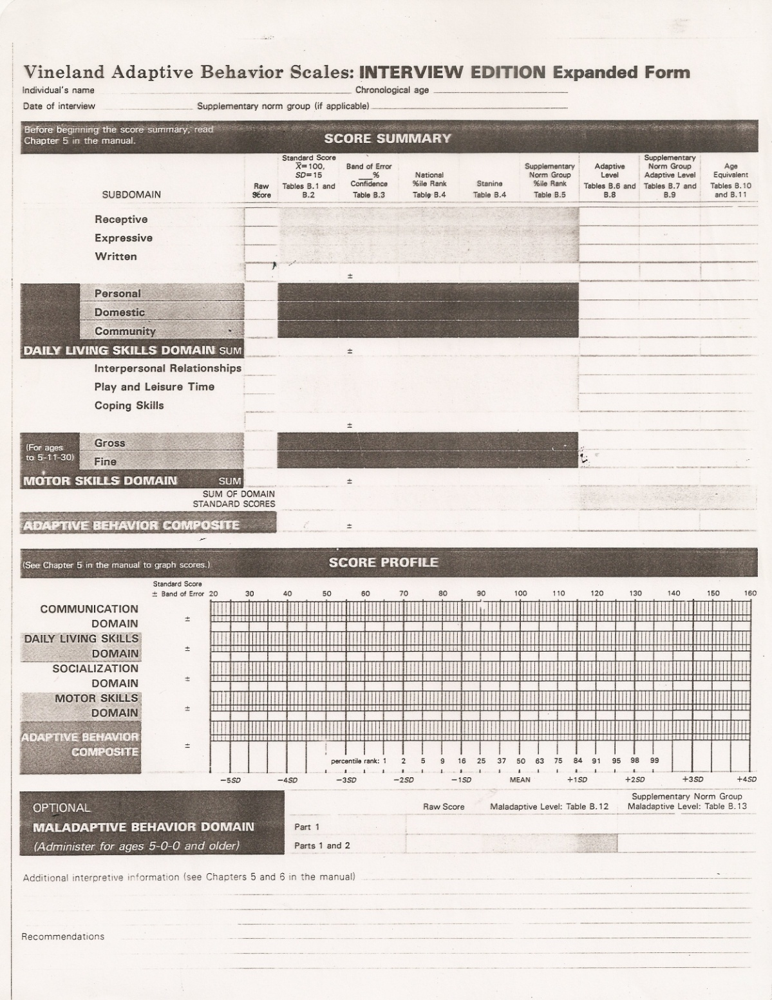 Vineland Adaptive Behavior Scales: INTERVIEW EDITION Expanded Form
Individual's name Chronological age
Date of interview Supplementary norm group (if applicable)
Before beginning the score summary, read
Chapter 5 in the manual.
SCORE SUMMARY
SUBDOMAIN
Raw
Score
Standard Score
X̄=100,
SD=15
Tables B.1 and
B.2
Band of Error
___%
Confidence
Table B.3
National
%ile Rank
Table B.4
Stanine
Table B.4
Supplementary
Norm Group
%ile Rank
Table B.5
Adaptive
Level
Tables B.6 and
B.8
Supplementary
Norm Group
Adaptive Level
Tables B.7 and
B.9
Age
Equivalent
Tables B.10
and B.11
Receptive
Expressive
Written
±
Personal
Domestic
Community
DAILY LIVING SKILLS DOMAIN SUM ±
Interpersonal Relationships
Play and Leisure Time
Coping Skills
±
(For ages
to 5-11-30)
Gross
Fine
MOTOR SKILLS DOMAIN SUM ±
SUM OF DOMAIN
STANDARD SCORES
ADAPTIVE BEHAVIOR COMPOSITE ±
(See Chapter 5 in the manual to graph scores.) SCORE PROFILE
Standard Score
± Band of Error 20 30 40 50 60 70 80 90 100 110 120 130 140 150 160
COMMUNICATION
DOMAIN ±
DAILY LIVING SKILLS
DOMAIN ±
SOCIALIZATION
DOMAIN ±
MOTOR SKILLS
DOMAIN ±
ADAPTIVE BEHAVIOR
COMPOSITE ±
percentile rank: 1 2 5 9 16 25 37 50 63 75 84 91 95 98 99
−5SD −4SD −3SD −2SD −1SD MEAN +1SD +2SD +3SD +4SD
OPTIONAL
MALADAPTIVE BEHAVIOR DOMAIN
(Administer for ages 5-0-0 and older)
Raw Score Maladaptive Level: Table B.12
Supplementary Norm Group
Maladaptive Level: Table B.13
Part 1
Parts 1 and 2
Additional interpretive information (see Chapters 5 and 6 in the manual)
Recommendations